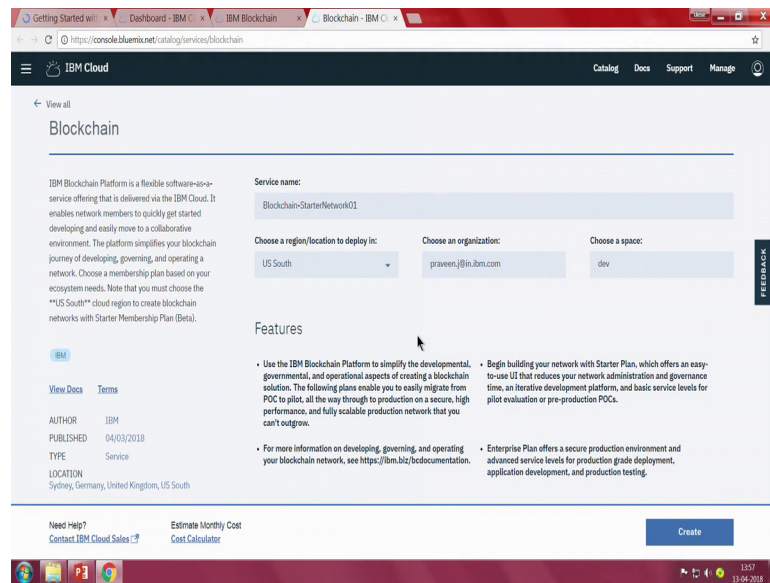 Getting Started wit
Dashboard - IBM C
IBM Blockchain
Blockchain - IBM Cl
https://console.bluemix.net/catalog/services/blockchain
IBM Cloud
Catalog
Docs
Support
Manage
View all
Blockchain
IBM Blockchain Platform is a flexible software-as-a-
service offering that is delivered via the IBM Cloud. It
enables network members to quickly get started
developing and easily move to a collaborative
environment. The platform simplifies your blockchain
journey of developing, governing, and operating a
network. Choose a membership plan based on your
ecosystem needs. Note that you must choose the
**US South** cloud region to create blockchain
networks with Starter Membership Plan (Beta).
IBM
View Docs
Terms
AUTHOR IBM
PUBLISHED 04/03/2018
TYPE Service
LOCATION
Sydney, Germany, United Kingdom, US South
Service name:
Blockchain-StarterNetwork01
Choose a region/location to deploy in:
US South
Choose an organization:
praveen.j@in.ibm.com
Choose a space:
dev
FEEDBACK
Features
• Use the IBM Blockchain Platform to simplify the developmental,
governmental, and operational aspects of creating a blockchain
solution. The following plans enable you to easily migrate from
POC to pilot, all the way through to production on a secure, high
performance, and fully scalable production network that you
can't outgrow.
• For more information on developing, governing, and operating
your blockchain network, see https://ibm.biz/bcdocumentation.
• Begin building your network with Starter Plan, which offers an easy-
to-use UI that reduces your network administration and governance
time, an iterative development platform, and basic service levels for
pilot evaluation or pre-production POCs.
• Enterprise Plan offers a secure production environment and
advanced service levels for production grade deployment,
application development, and production testing.
Need Help?
Contact IBM Cloud Sales
Estimate Monthly Cost
Cost Calculator
Create
13:57
13-04-2018